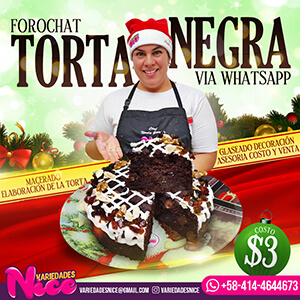 FOROCHAT
TORTA NEGRA
VIA WHATSAPP
MACERADO
ELABORACIÓN DE LA TORTA
GLASEADO DECORACIÓN
ASESORIA COSTO Y VENTA
COSTO
$3
VARIEDADES
Nice
VARIEDADESNICE@GMAIL.COM
VARIEDADESNICE
+58-414-4644673